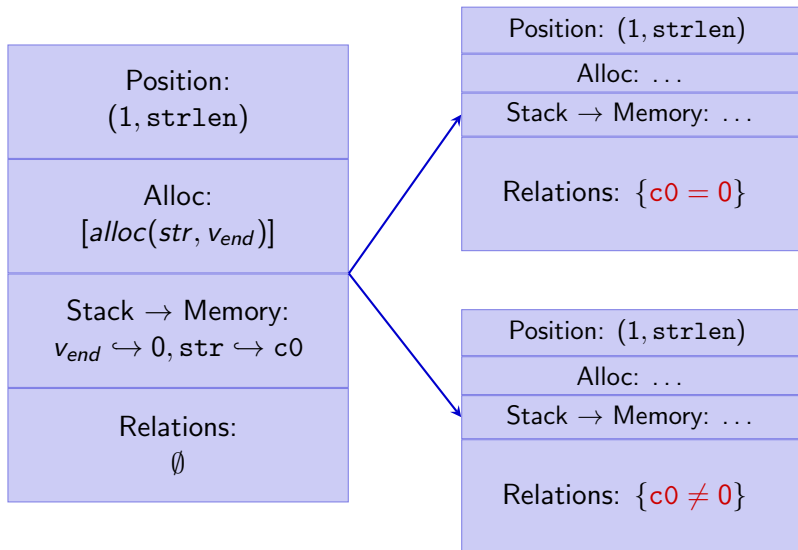 Position:
(1, strlen)
Alloc:
[alloc(str, v_end)]
Stack → Memory:
v_end ↪ 0, str ↪ c0
Relations:
∅
Position: (1, strlen)
Alloc: ...
Stack → Memory: ...
Relations: {c0 = 0}
Position: (1, strlen)
Alloc: ...
Stack → Memory: ...
Relations: {c0 ≠ 0}